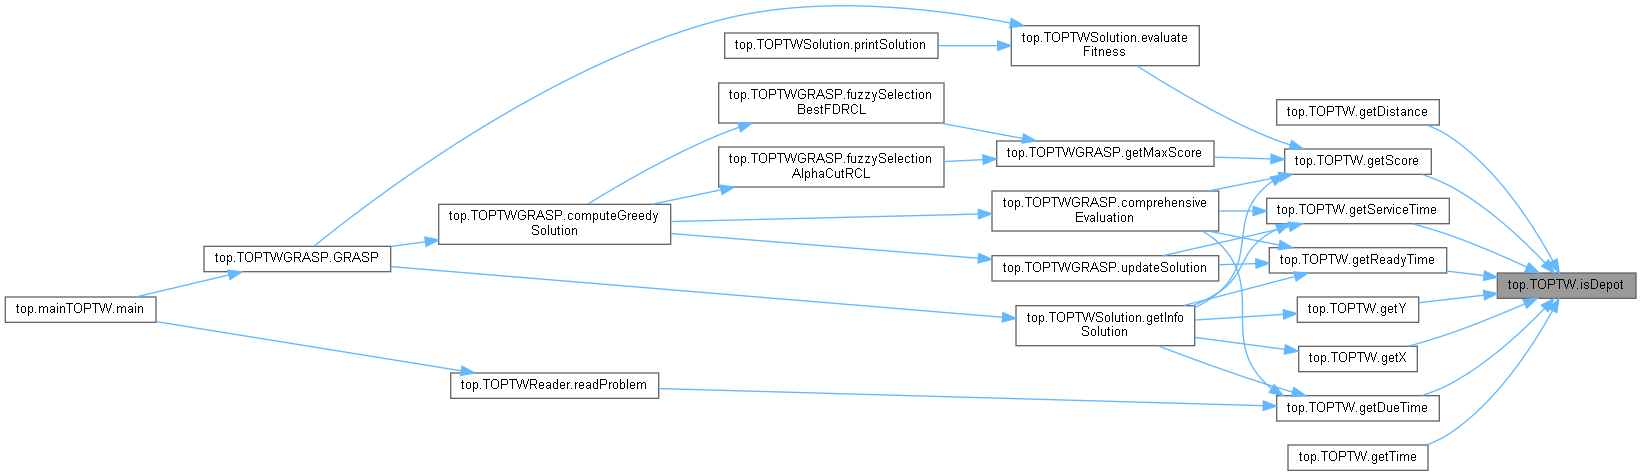 top.TOPTWSolution.evaluate
Fitness
top.TOPTWSolution.printSolution
top.TOPTWGRASP.fuzzySelection
BestFDRCL
top.TOPTW.getDistance
top.TOPTWGRASP.getMaxScore
top.TOPTW.getScore
top.TOPTWGRASP.fuzzySelection
AlphaCutRCL
top.TOPTWGRASP.comprehensive
Evaluation
top.TOPTW.getServiceTime
top.TOPTWGRASP.computeGreedy
Solution
top.TOPTWGRASP.GRASP
top.TOPTWGRASP.updateSolution
top.TOPTW.getReadyTime
top.TOPTW.isDepot
top.mainTOPTW.main
top.TOPTWSolution.getInfo
Solution
top.TOPTW.getY
top.TOPTW.getX
top.TOPTWReader.readProblem
top.TOPTW.getDueTime
top.TOPTW.getTime